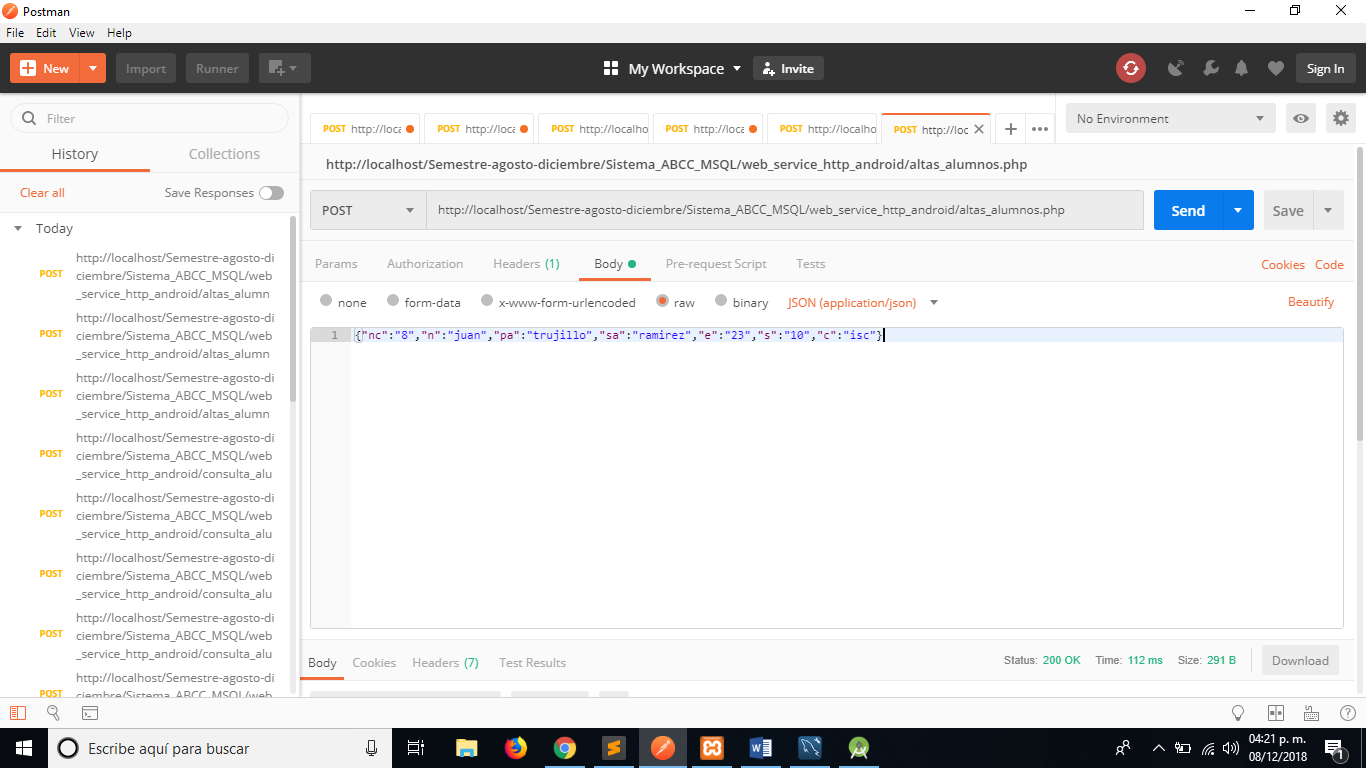 Postman
File Edit View Help
New Import Runner My Workspace Invite Sign In
Filter
History Collections
Clear all Save Responses
Today
POST http://localhost/Semestre-agosto-di
ciembre/Sistema_ABCC_MSQL/web
_service_http_android/altas_alumn
POST http://localhost/Semestre-agosto-di
ciembre/Sistema_ABCC_MSQL/web
_service_http_android/altas_alumn
POST http://localhost/Semestre-agosto-di
ciembre/Sistema_ABCC_MSQL/web
_service_http_android/altas_alumn
POST http://localhost/Semestre-agosto-di
ciembre/Sistema_ABCC_MSQL/web
_service_http_android/consulta_alu
POST http://localhost/Semestre-agosto-di
ciembre/Sistema_ABCC_MSQL/web
_service_http_android/consulta_alu
POST http://localhost/Semestre-agosto-di
ciembre/Sistema_ABCC_MSQL/web
_service_http_android/consulta_alu
POST http://localhost/Semestre-agosto-di
ciembre/Sistema_ABCC_MSQL/web
_service_http_android/consulta_alu
POST http://localhost/Semestre-agosto-di
ciembre/Sistema_ABCC_MSQL/web
POST http://loca POST http://loca POST http://localho POST http://loca POST http://localho POST http://loc
No Environment
http://localhost/Semestre-agosto-diciembre/Sistema_ABCC_MSQL/web_service_http_android/altas_alumnos.php
POST http://localhost/Semestre-agosto-diciembre/Sistema_ABCC_MSQL/web_service_http_android/altas_alumnos.php Send Save
Params Authorization Headers (1) Body Pre-request Script Tests Cookies Code
none form-data x-www-form-urlencoded raw binary JSON (application/json) Beautify
1 {"nc":"8","n":"juan","pa":"trujillo","sa":"ramirez","e":"23","s":"10","c":"isc"}
Body Cookies Headers (7) Test Results Status: 200 OK Time: 112 ms Size: 291 B Download
Escribe aquí para buscar
04:21 p. m.
08/12/2018
1